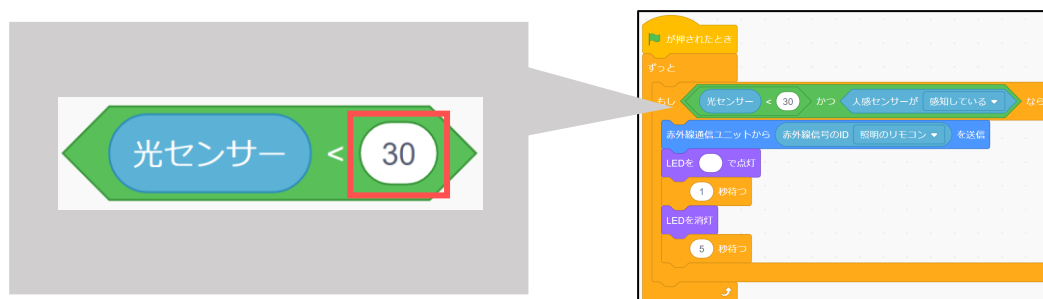 光センサー < 30
が押されたとき
ずっと
もし 光センサー < 30 かつ 人感センサーが 感知している なら
赤外線通信ユニットから 赤外線信号のID 照明のリモコン を送信
LEDを で点灯
1 秒待つ
LEDを消灯
5 秒待つ